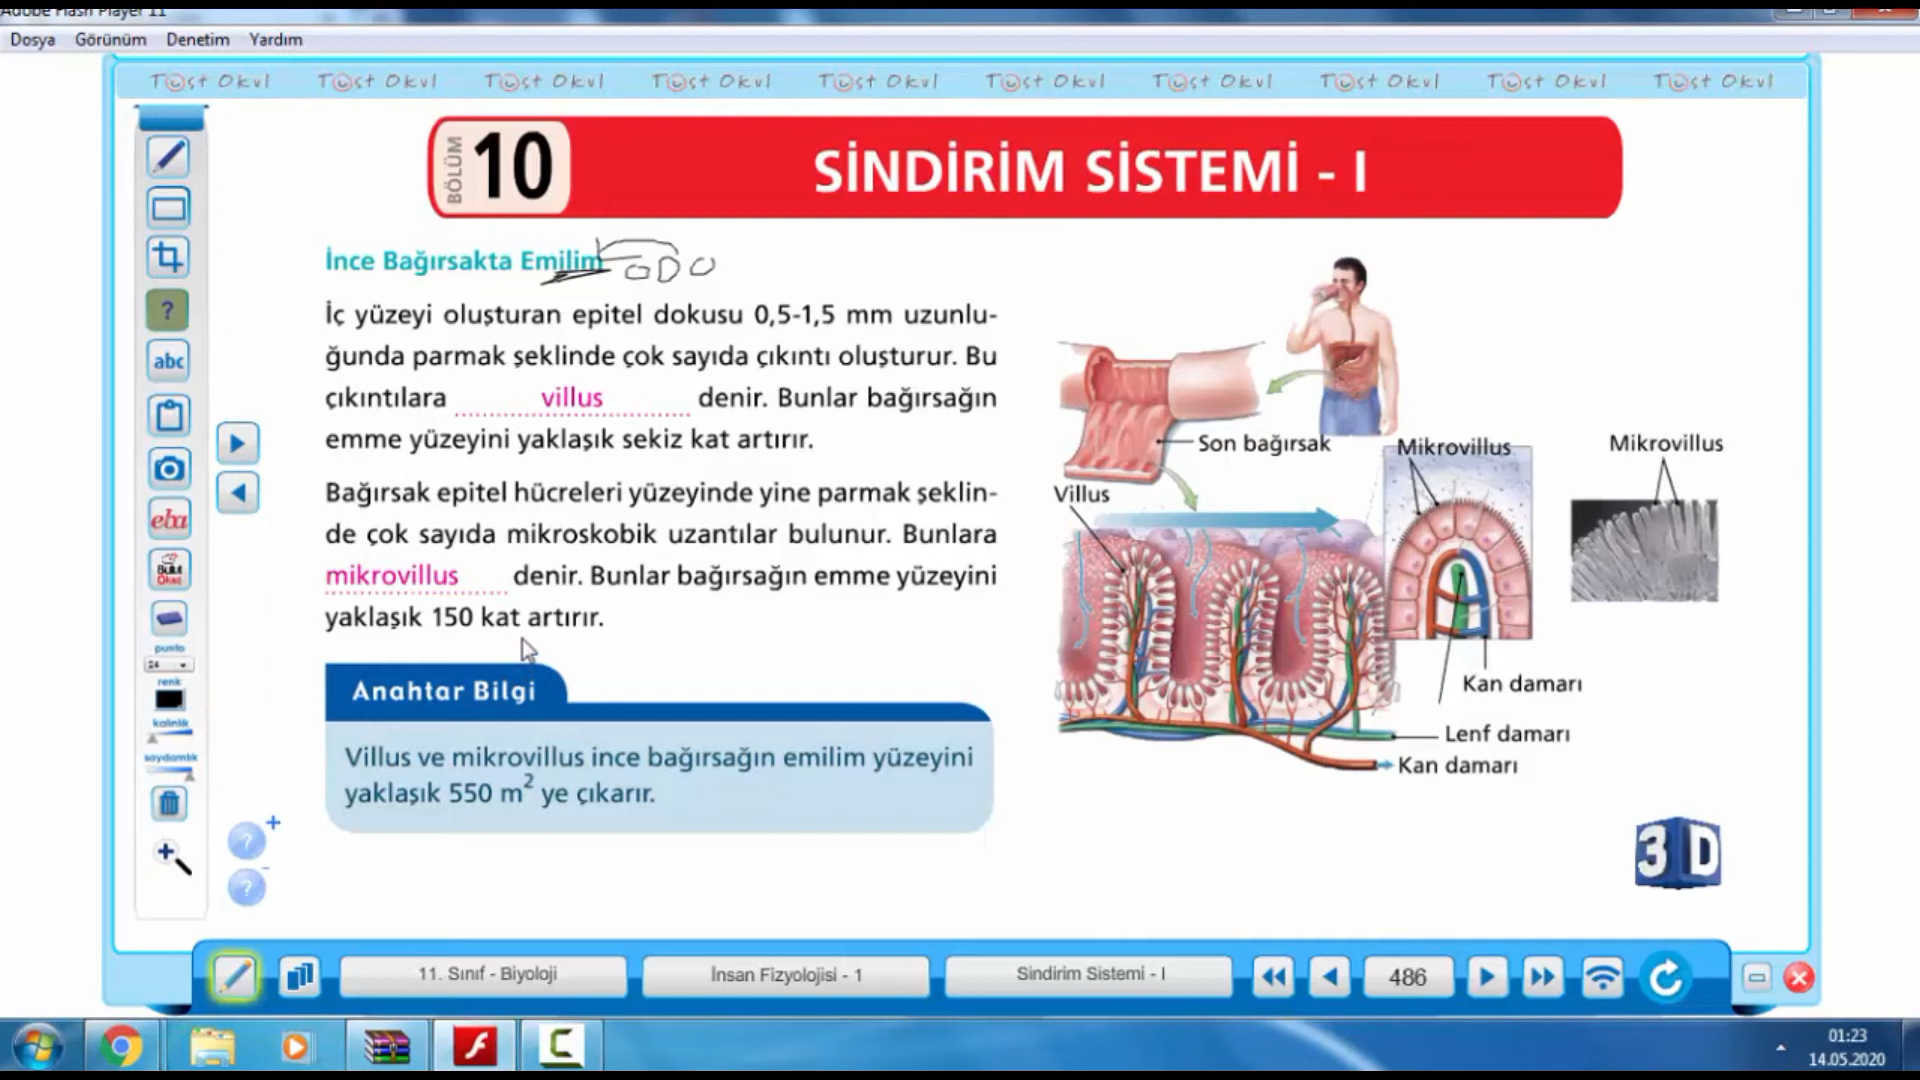 Adobe Flash Player 11
Dosya Görünüm Denetim Yardım
Test Okul Test Okul Test Okul Test Okul Test Okul Test Okul Test Okul Test Okul Test Okul Test Okul
BÖLÜM 10 SİNDİRİM SİSTEMİ - I
İnce Bağırsakta Emilim
İç yüzeyi oluşturan epitel dokusu 0,5-1,5 mm uzunlu-
ğunda parmak şeklinde çok sayıda çıkıntı oluşturur. Bu
çıkıntılara villus denir. Bunlar bağırsağın
emme yüzeyini yaklaşık sekiz kat artırır.
Bağırsak epitel hücreleri yüzeyinde yine parmak şeklin-
de çok sayıda mikroskobik uzantılar bulunur. Bunlara
mikrovillus denir. Bunlar bağırsağın emme yüzeyini
yaklaşık 150 kat artırır.
Anahtar Bilgi
Villus ve mikrovillus ince bağırsağın emilim yüzeyini
yaklaşık 550 m² ye çıkarır.
Son bağırsak
Mikrovillus
Mikrovillus
Villus
Kan damarı
Lenf damarı
Kan damarı
3D
?
abc
eba
punto
24
renk
kalınlık
saydamlık
? +
? -
11. Sınıf - Biyoloji
İnsan Fizyolojisi - 1
Sindirim Sistemi - I
486
01:23
14.05.2020